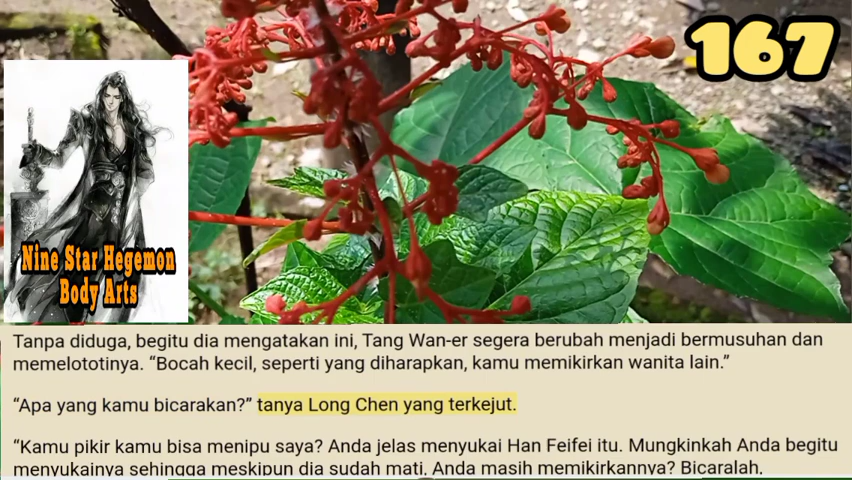 167
Nine Star Hegemon
Body Arts
Tanpa diduga, begitu dia mengatakan ini, Tang Wan-er segera berubah menjadi bermusuhan dan
memelototinya. “Bocah kecil, seperti yang diharapkan, kamu memikirkan wanita lain.”
“Apa yang kamu bicarakan?” tanya Long Chen yang terkejut.
“Kamu pikir kamu bisa menipu saya? Anda jelas menyukai Han Feifei itu. Mungkinkah Anda begitu
menyukainya sehingga meskipun dia sudah mati, Anda masih memikirkannya? Bicaralah.